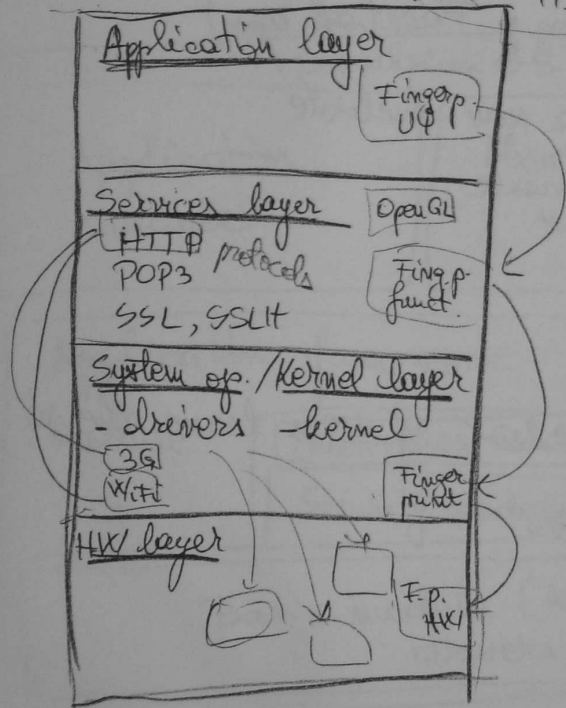 Application layer
Fingerp.
UI
Services layer
OpenGL
HTTP
protocols
POP3
Fing.p.
funct.
SSL, SSLH
System op. / Kernel layer
- drivers - kernel
3G
WiFi
Finger
print
HW layer
F.p.
HW